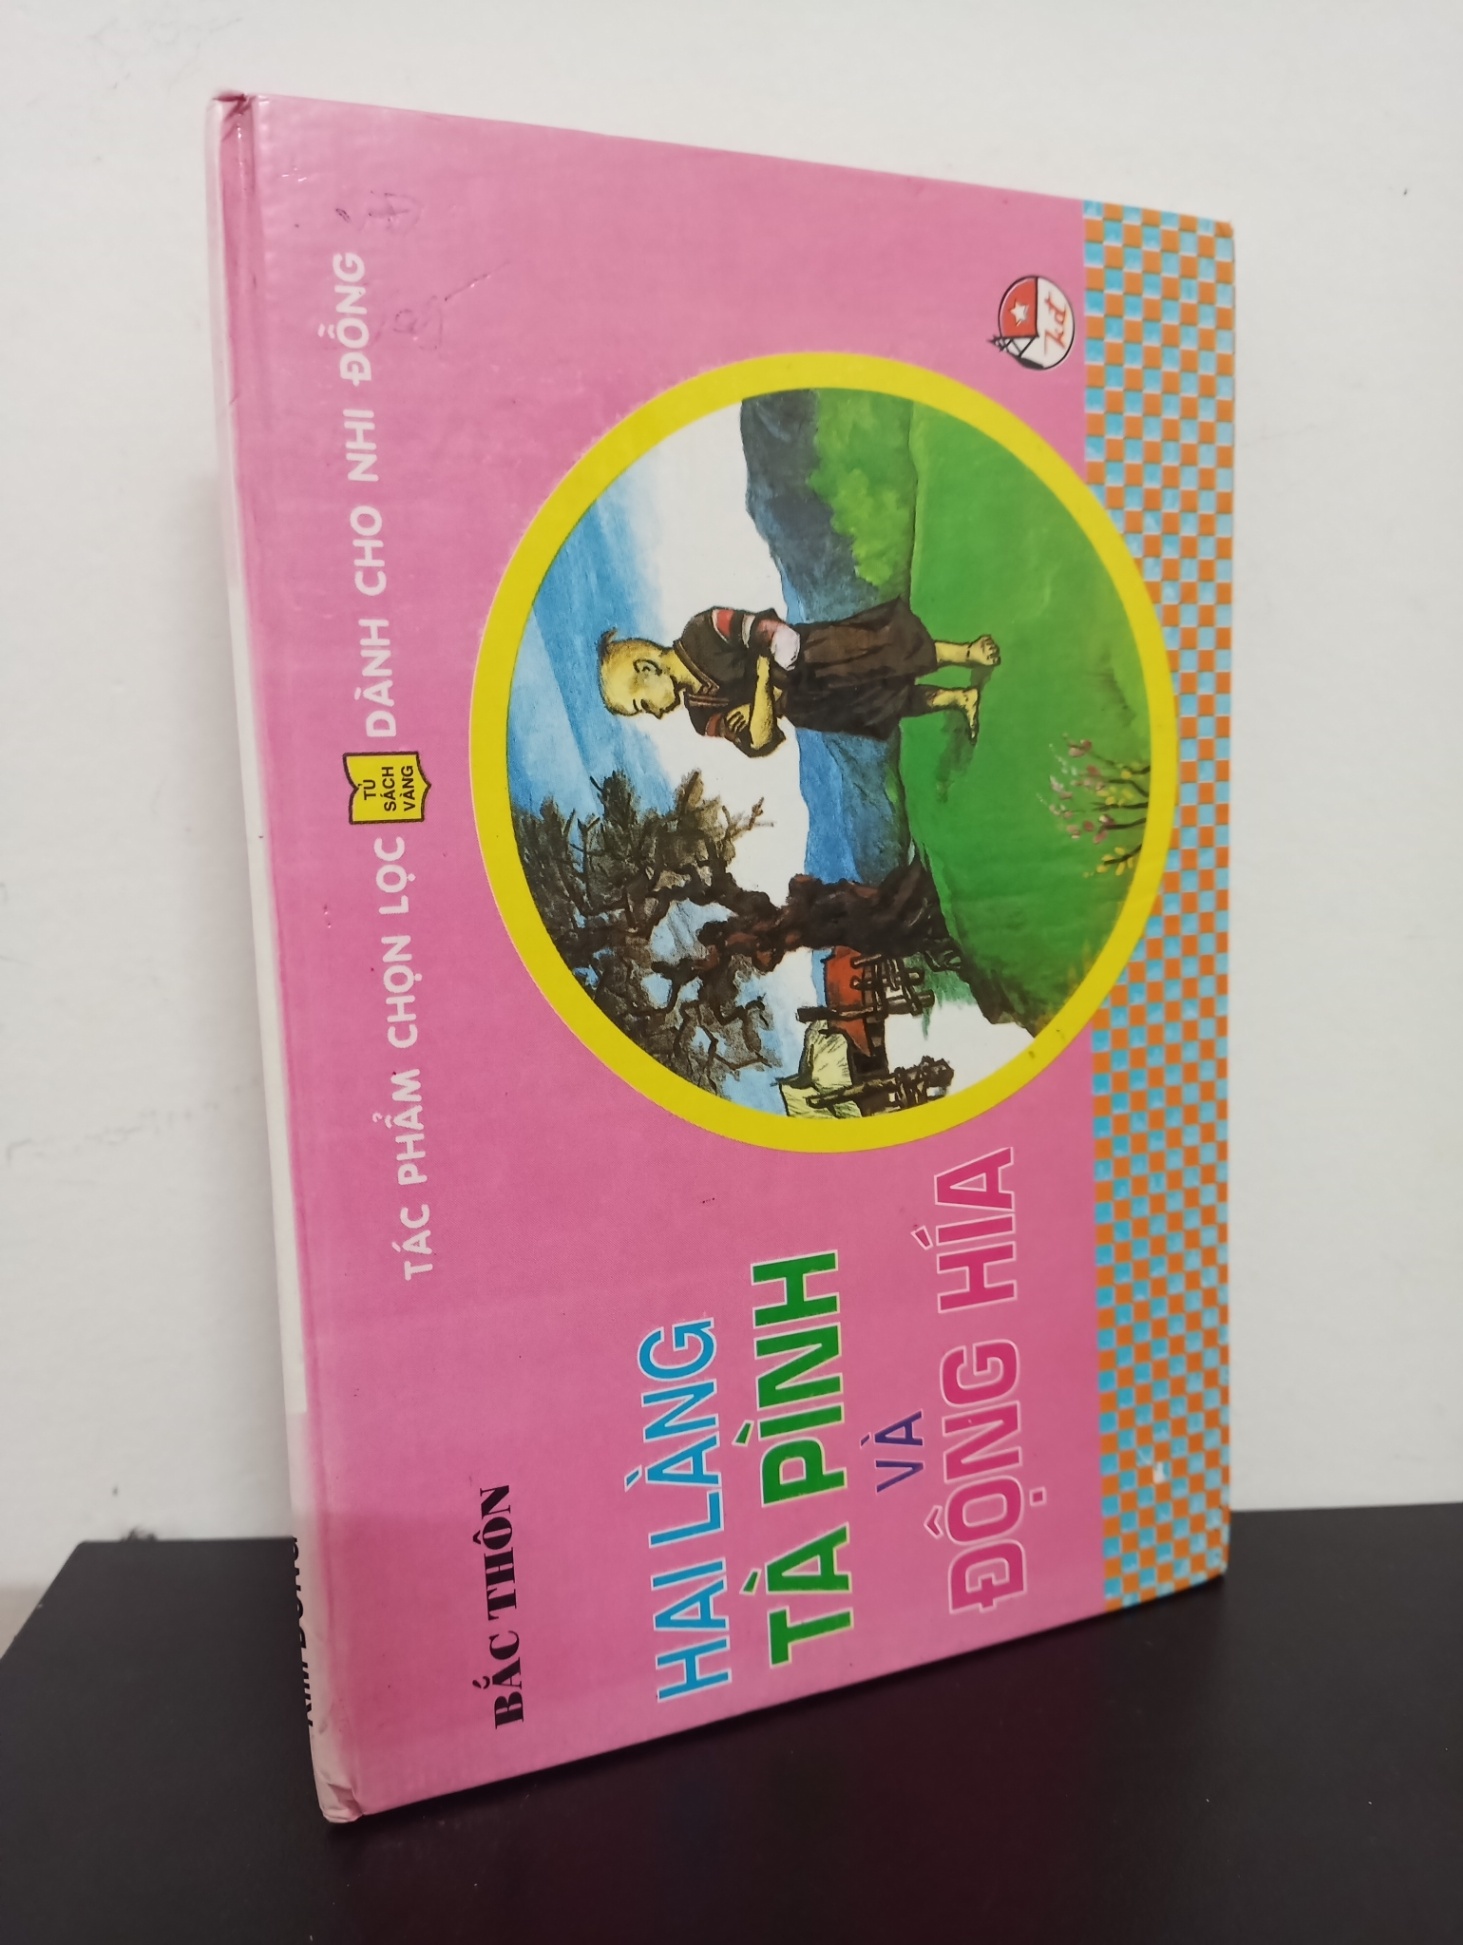 TÁC PHẨM CHỌN LỌC
TỦ
SÁCH
VÀNG
DÀNH CHO NHI ĐỒNG
BẮC THÔN
HAI LÀNG
TÀ PÌNH
VÀ
ĐỘNG HÍA
kđ